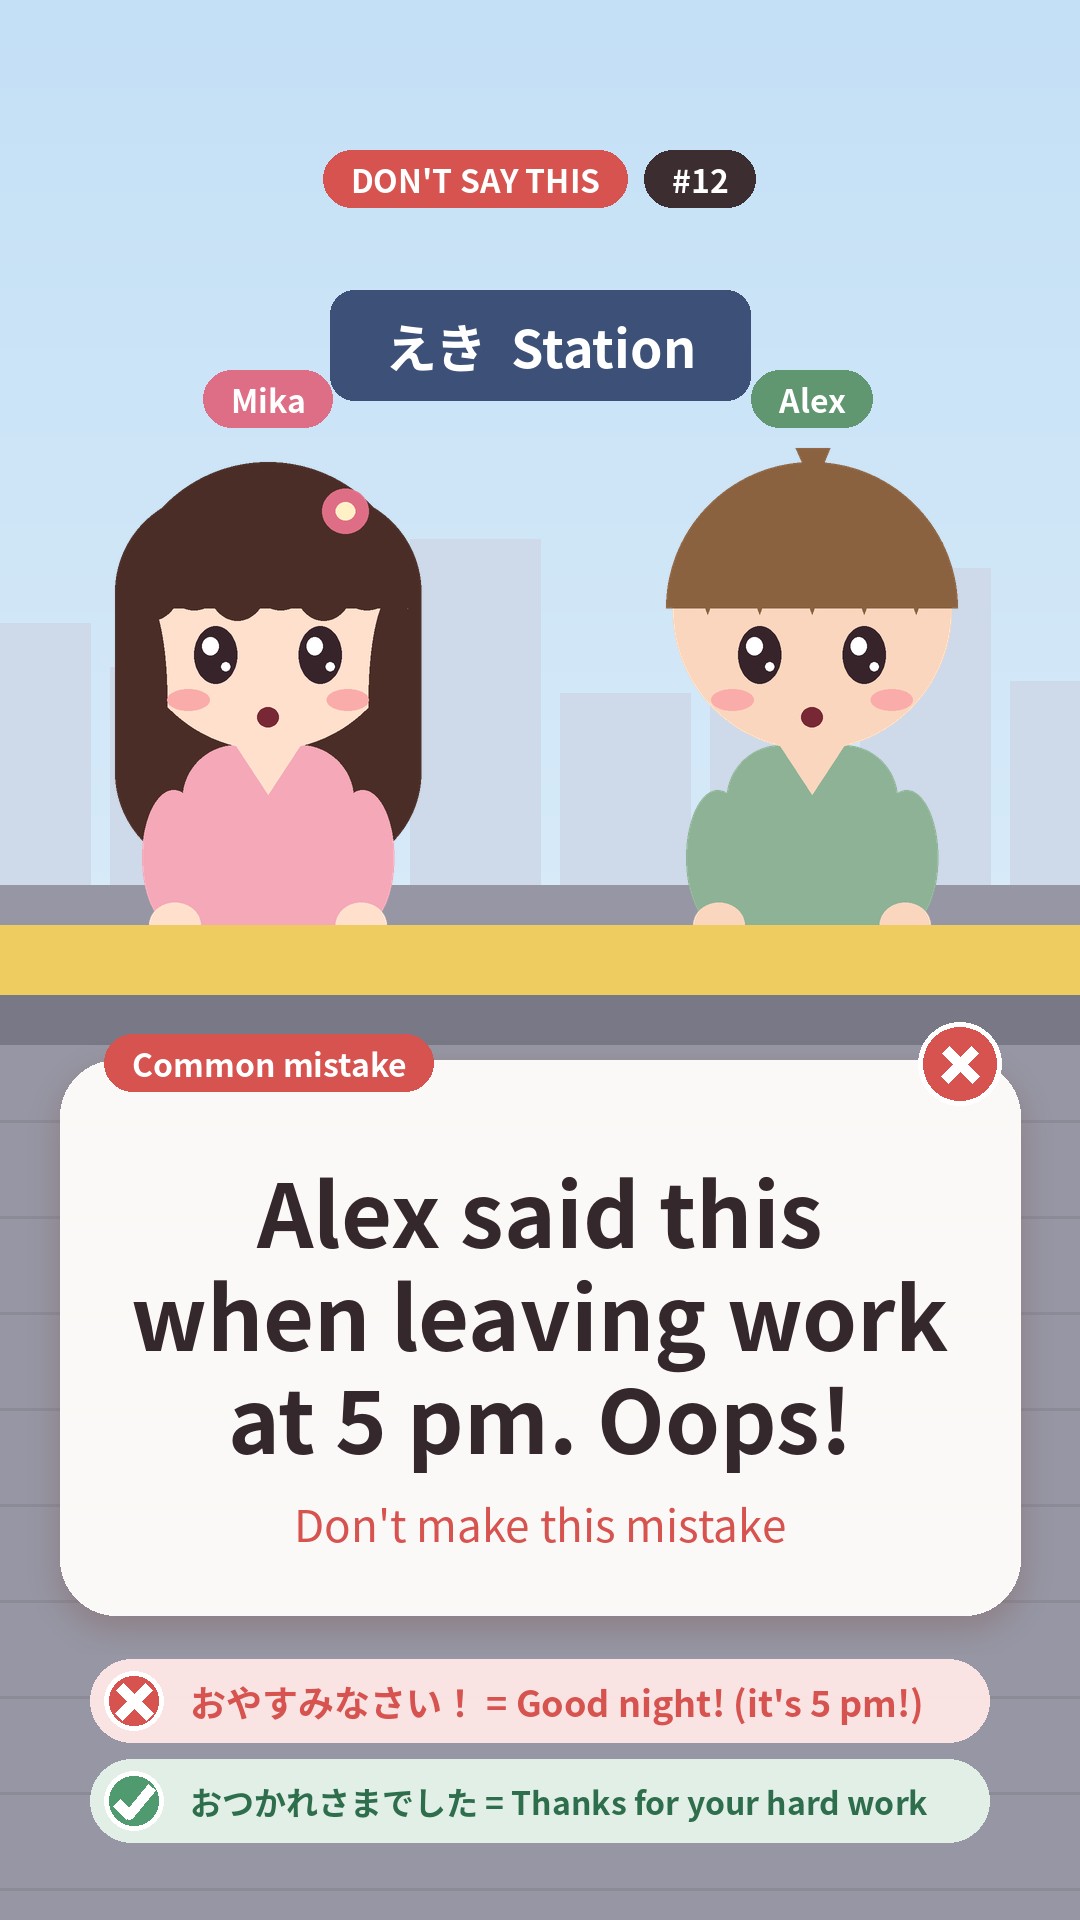 DON'T SAY THIS
#12
えき Station
Mika
Alex
Common mistake
Alex said this
when leaving work
at 5 pm. Oops!
Don't make this mistake
おやすみなさい！ = Good night! (it's 5 pm!)
おつかれさまでした = Thanks for your hard work